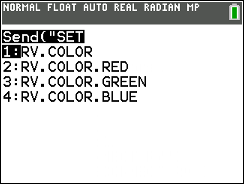 NORMAL FLOAT AUTO REAL RADIAN MP
Send("SET
1:RV.COLOR
2:RV.COLOR.RED
3:RV.COLOR.GREEN
4:RV.COLOR.BLUE